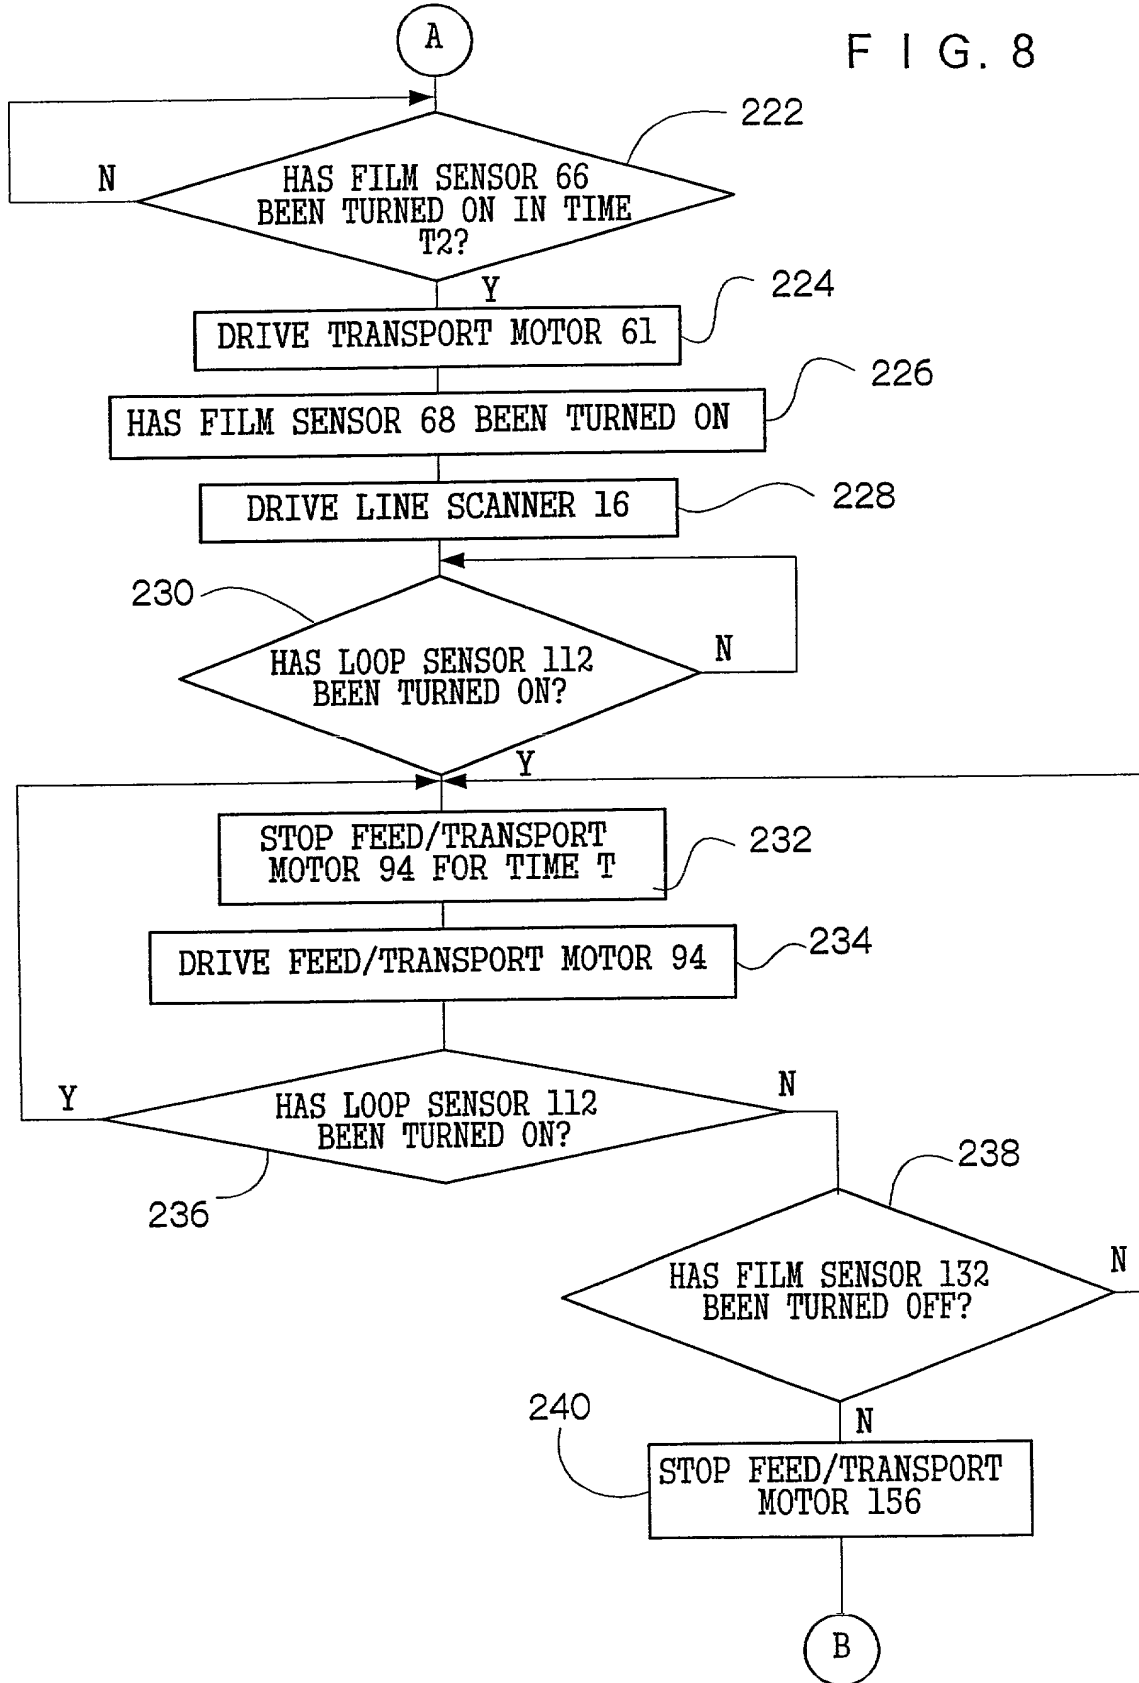 A
F I G. 8
222
N
HAS FILM SENSOR 66
BEEN TURNED ON IN TIME
T2?
Y
224
DRIVE TRANSPORT MOTOR 61
226
HAS FILM SENSOR 68 BEEN TURNED ON
228
DRIVE LINE SCANNER 16
230
HAS LOOP SENSOR 112
BEEN TURNED ON?
N
Y
STOP FEED/TRANSPORT
MOTOR 94 FOR TIME T
232
DRIVE FEED/TRANSPORT MOTOR 94
234
Y
HAS LOOP SENSOR 112
BEEN TURNED ON?
N
236
238
HAS FILM SENSOR 132
BEEN TURNED OFF?
N
N
240
STOP FEED/TRANSPORT
MOTOR 156
B